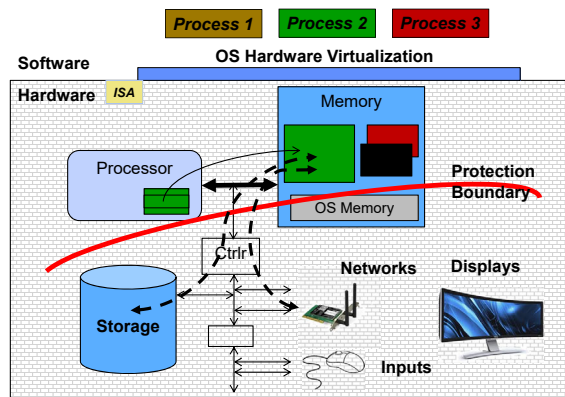 Process 1
Process 2
Process 3
Software
OS Hardware Virtualization
Hardware
ISA
Memory
Processor
Protection
Boundary
OS Memory
Ctrlr
Networks
Displays
Storage
Inputs